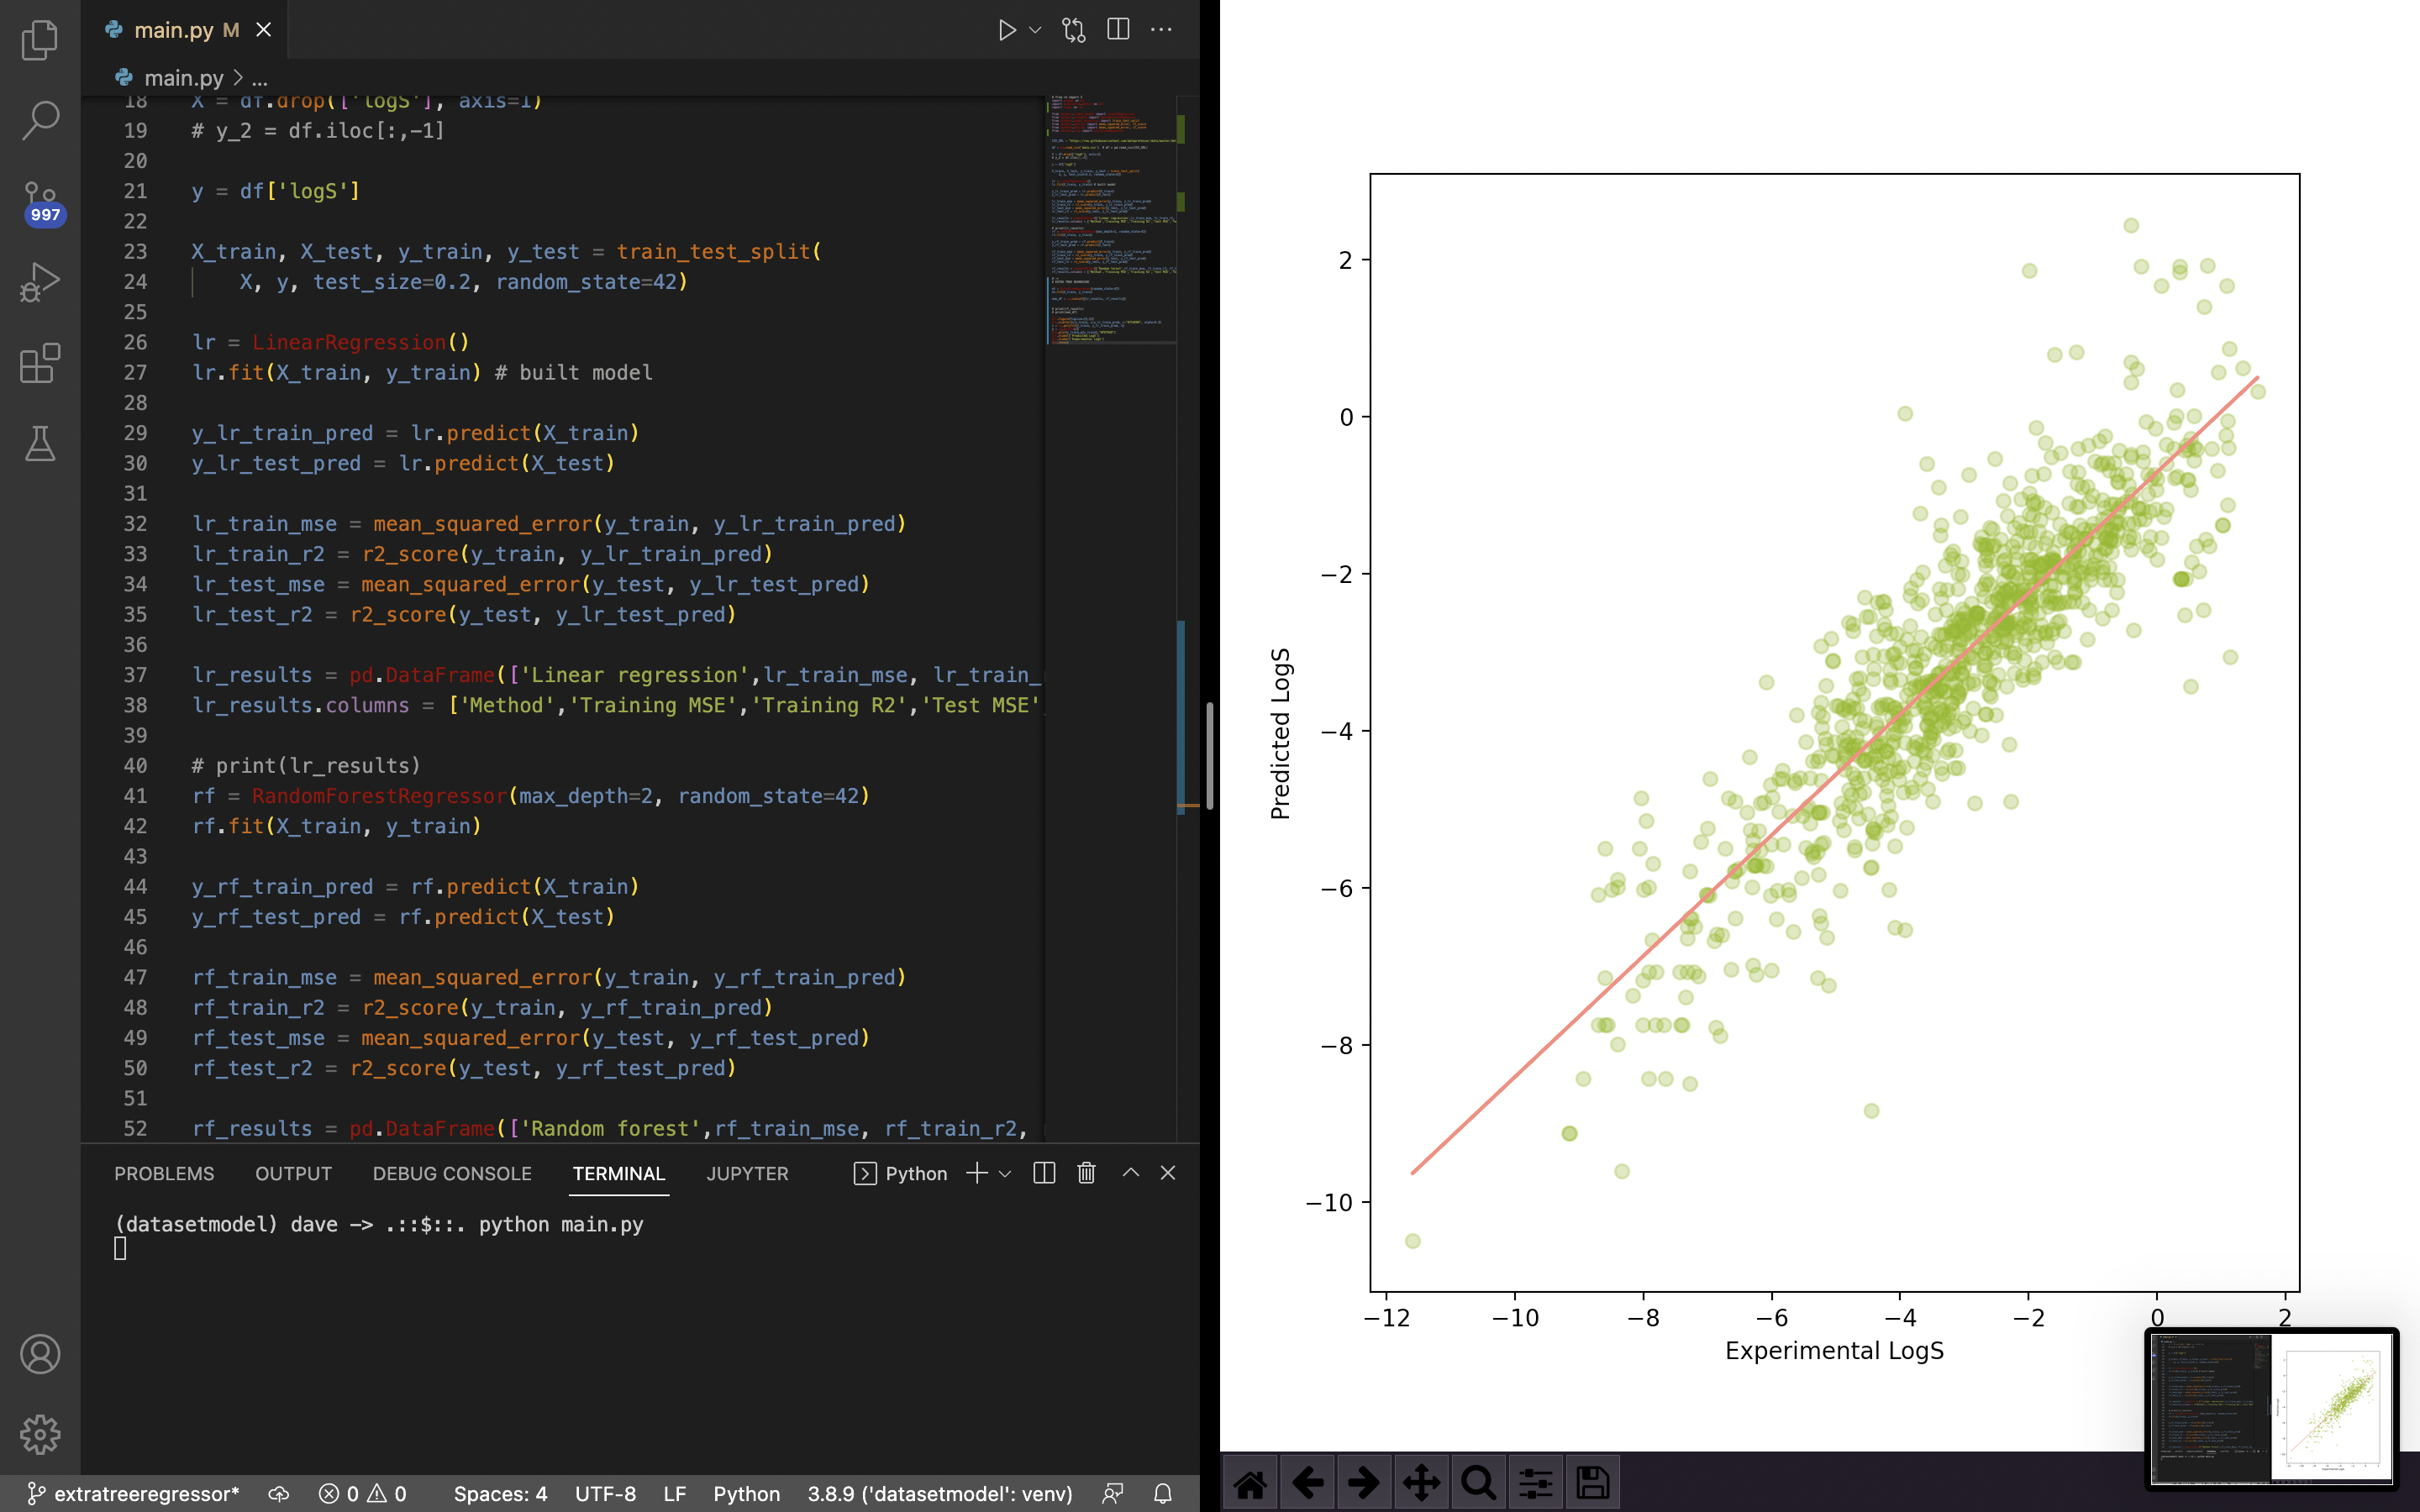 main.py M
main.py > ...
18 X = df.drop(['logS'], axis=1)
19 # y_2 = df.iloc[:,-1]
20
21 y = df['logS']
22
23 X_train, X_test, y_train, y_test = train_test_split(
24 X, y, test_size=0.2, random_state=42)
25
26 lr = LinearRegression()
27 lr.fit(X_train, y_train) # built model
28
29 y_lr_train_pred = lr.predict(X_train)
30 y_lr_test_pred = lr.predict(X_test)
31
32 lr_train_mse = mean_squared_error(y_train, y_lr_train_pred)
33 lr_train_r2 = r2_score(y_train, y_lr_train_pred)
34 lr_test_mse = mean_squared_error(y_test, y_lr_test_pred)
35 lr_test_r2 = r2_score(y_test, y_lr_test_pred)
36
37 lr_results = pd.DataFrame(['Linear regression',lr_train_mse, lr_train_
38 lr_results.columns = ['Method','Training MSE','Training R2','Test MSE'
39
40 # print(lr_results)
41 rf = RandomForestRegressor(max_depth=2, random_state=42)
42 rf.fit(X_train, y_train)
43
44 y_rf_train_pred = rf.predict(X_train)
45 y_rf_test_pred = rf.predict(X_test)
46
47 rf_train_mse = mean_squared_error(y_train, y_rf_train_pred)
48 rf_train_r2 = r2_score(y_train, y_rf_train_pred)
49 rf_test_mse = mean_squared_error(y_test, y_rf_test_pred)
50 rf_test_r2 = r2_score(y_test, y_rf_test_pred)
51
52 rf_results = pd.DataFrame(['Random forest',rf_train_mse, rf_train_r2,
997
PROBLEMS OUTPUT DEBUG CONSOLE TERMINAL JUPYTER Python
(datasetmodel) dave -> .::$::. python main.py
extratreeregressor* 0 0 Spaces: 4 UTF-8 LF Python 3.8.9 ('datasetmodel': venv)
2
0
−2
−4
−6
−8
−10
Predicted LogS
−12 −10 −8 −6 −4 −2 0 2
Experimental LogS